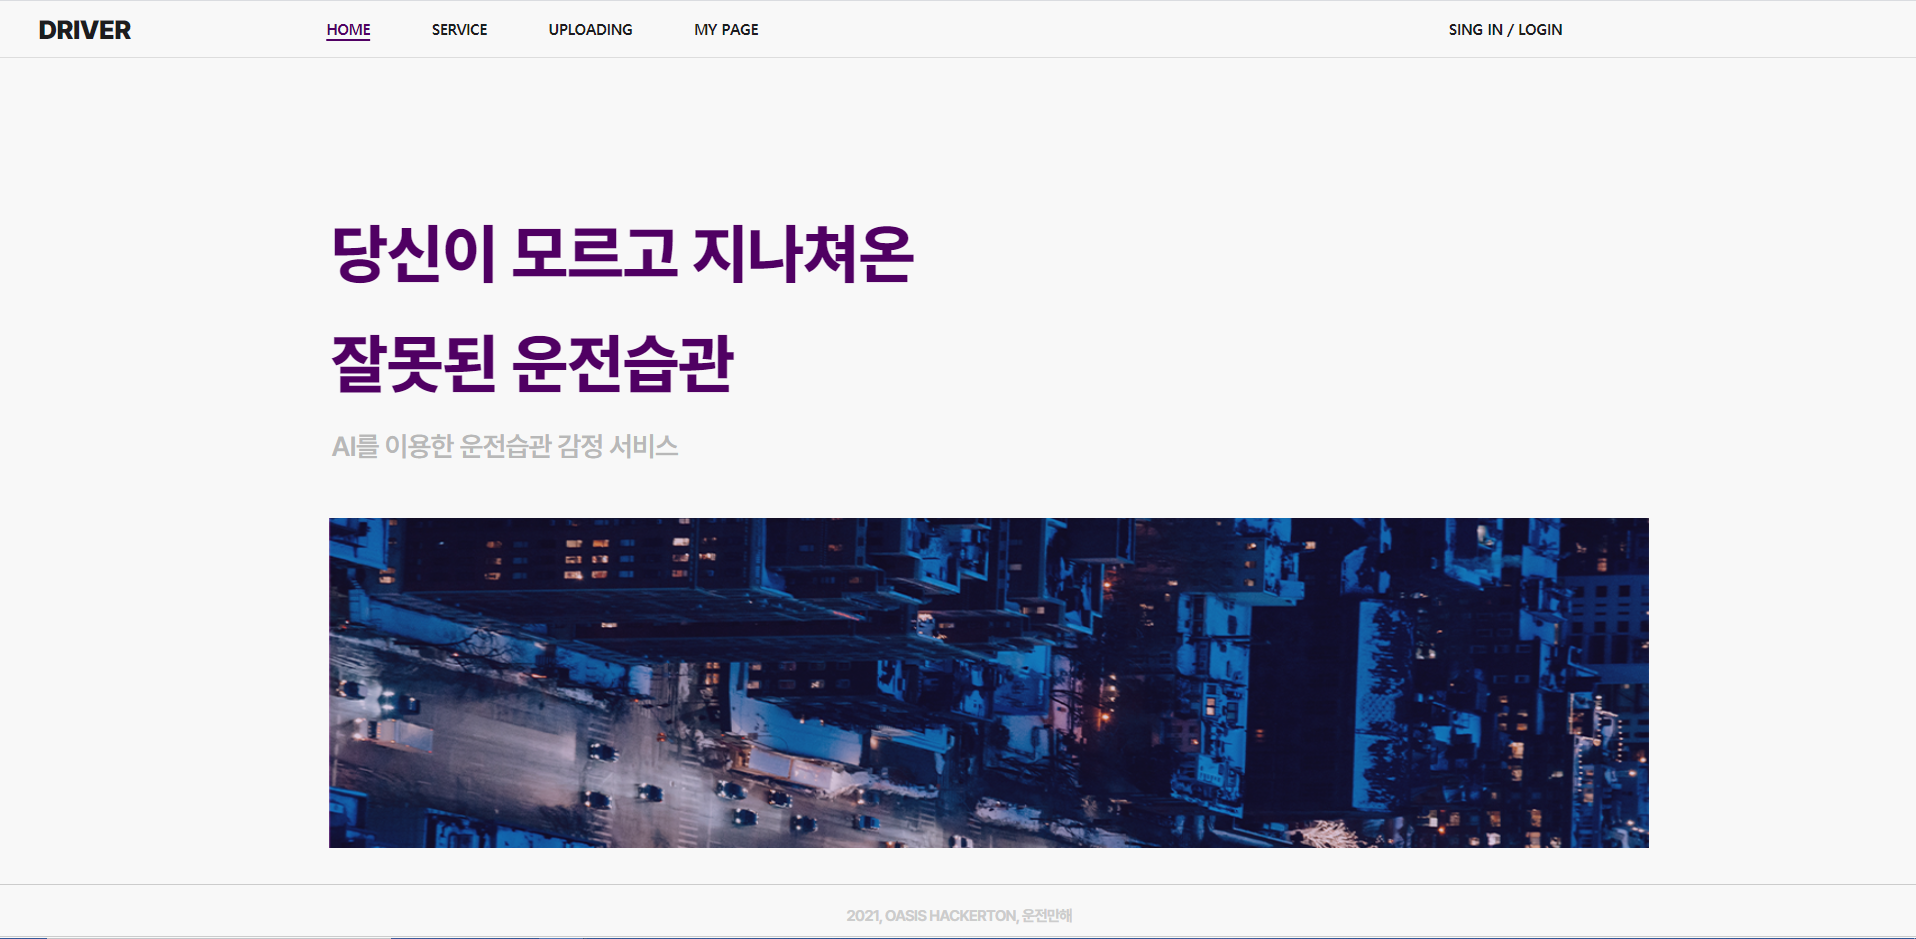 DRIVER HOME SERVICE UPLOADING MY PAGE SING IN / LOGIN
당신이 모르고 지나쳐온
잘못된 운전습관
AI를 이용한 운전습관 감정 서비스
2021, OASIS HACKERTON, 운전만해